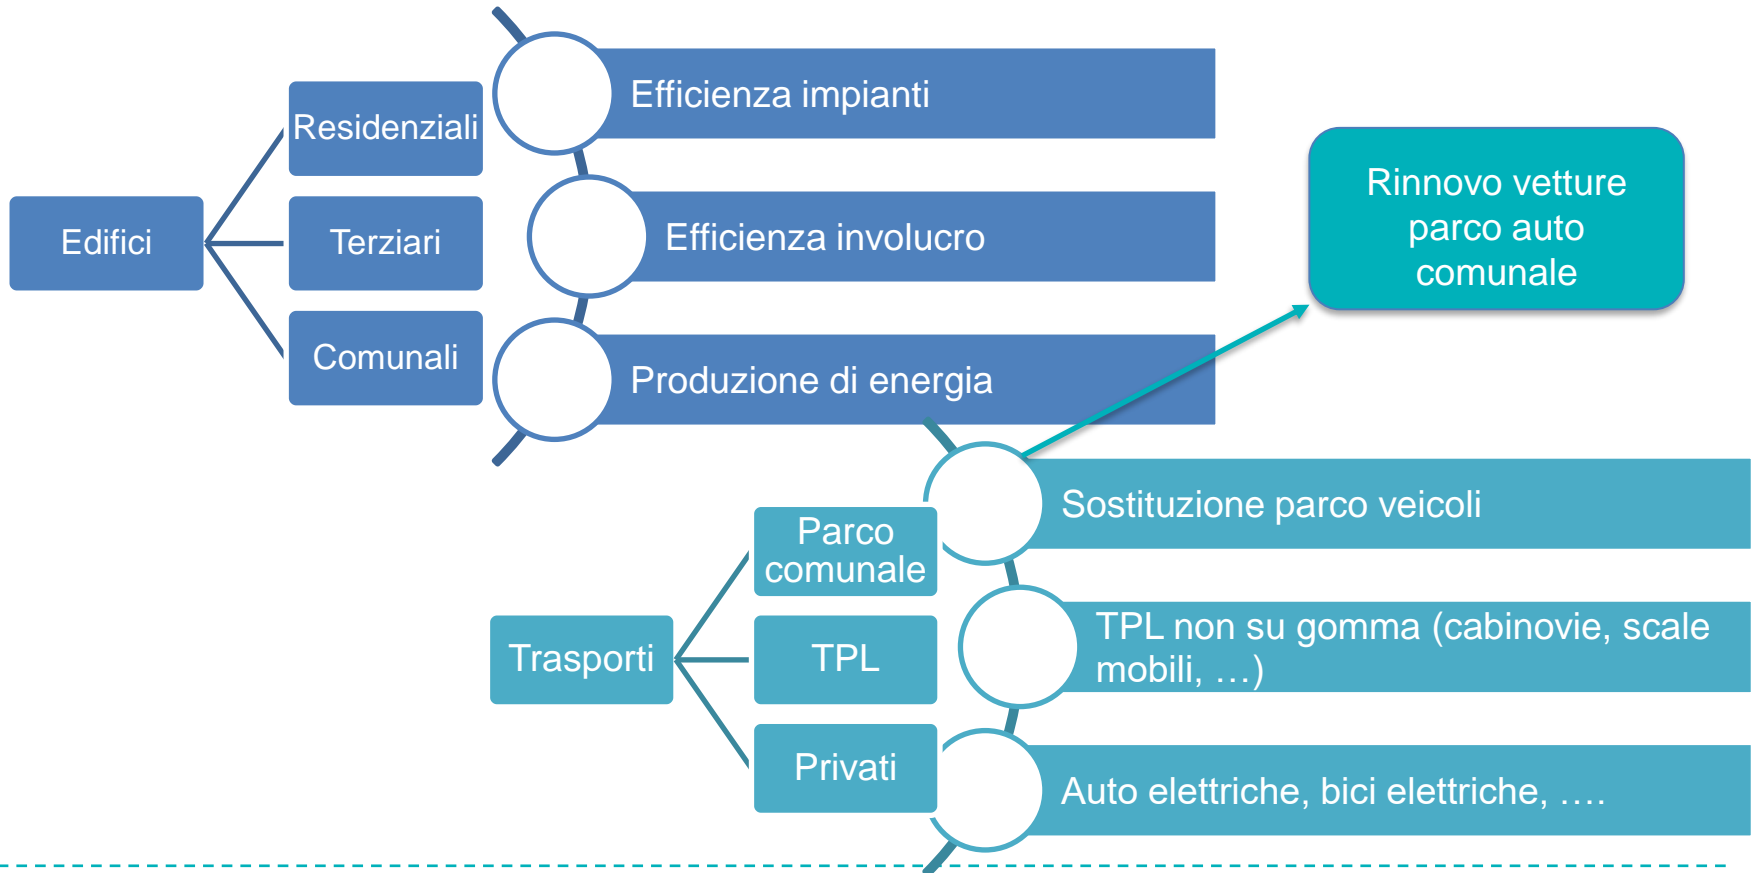 Edifici
Residenziali
Terziari
Comunali
Efficienza impianti
Efficienza involucro
Produzione di energia
Rinnovo vetture
parco auto
comunale
Trasporti
Parco
comunale
TPL
Privati
Sostituzione parco veicoli
TPL non su gomma (cabinovie, scale
mobili, …)
Auto elettriche, bici elettriche, ….